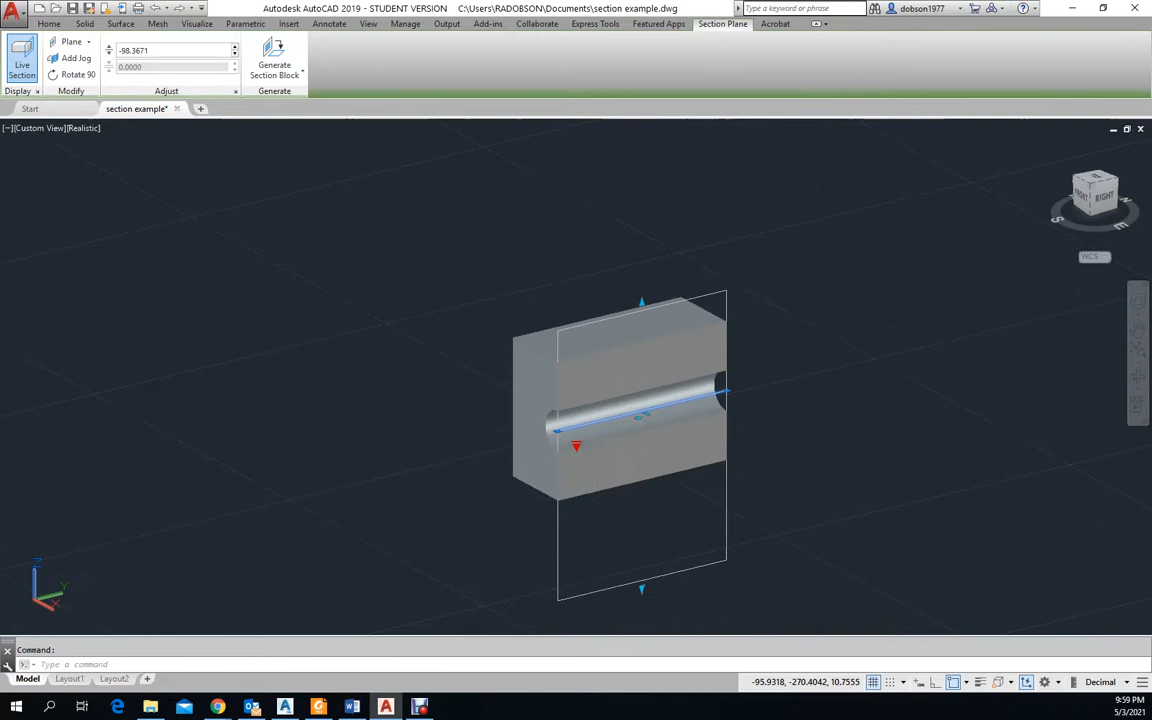 Autodesk AutoCAD 2019 - STUDENT VERSION C:\Users\RADOBSON\Documents\section example.dwg
Type a keyword or phrase
dobson1977
Home Solid Surface Mesh Visualize Parametric Insert Annotate View Manage Output Add-ins Collaborate Express Tools Featured Apps Section Plane Acrobat
Live
Section
Plane
Add Jog
Rotate 90
-98.3671
0.0000
Generate
Section Block
Display Modify Adjust Generate
Start section example*
[−][Custom View][Realistic]
FRONT RIGHT
S E N
WCS
Z
Y
X
Command:
Type a command
Model Layout1 Layout2
-95.9318, -270.4042, 10.7555
Decimal
9:59 PM
5/3/2021